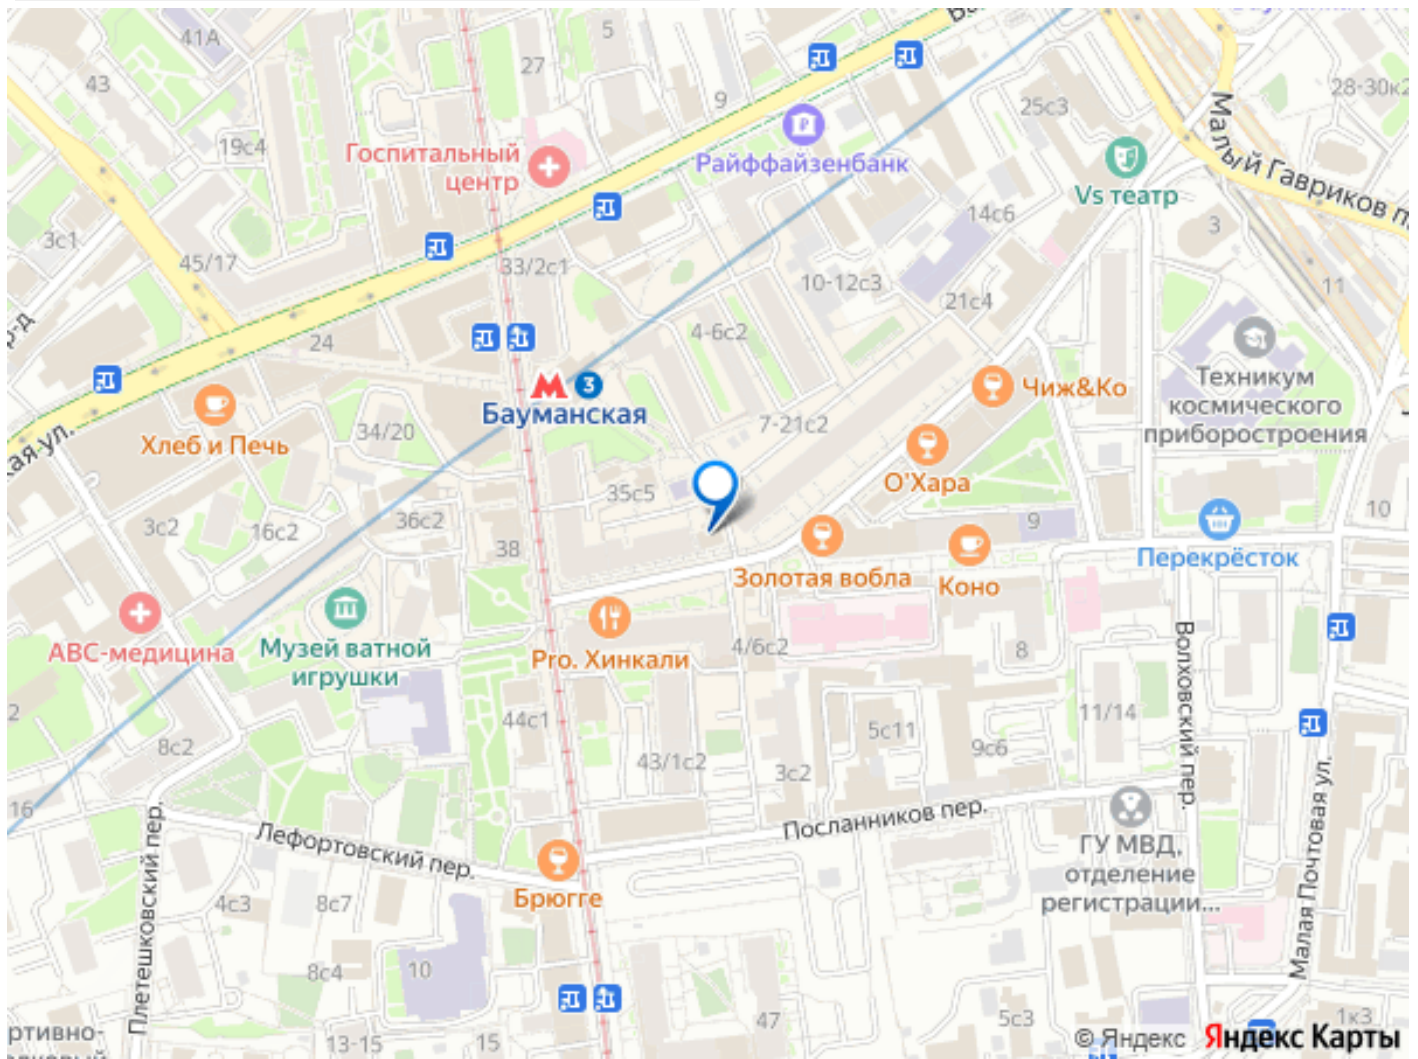 41А
5
27
43
9
25с3
28-30к2
Малый Гавриков п.
19с4
Госпитальный
центр
Райффайзенбанк
Vs театр
14с6
3
3с1
45/17
33/2с1
10-12с3
21с4
11
24
4-6с2
3
Бауманская
Чиж&Ко
Техникум
космического
приборостроения
Хлеб и Печь
34/20
7-21с2
О'Хара
35с5
3с2
16с2
36с2
38
9
10
Перекрёсток
Золотая вобла
Коно
АВС-медицина
Музей ватной
игрушки
Pro. Хинкали
4/6с2
8
Волховский пер.
2
44с1
5с11
11/14
8с2
43/1с2
3с2
9с6
16
Плетешковский пер.
Лефортовский пер.
Посланников пер.
Малая Почтовая ул.
ГУ МВД,
отделение
регистрации...
Брюгге
4с3
8с7
8с4
10
47
5с3
1к3
13-15
15
ртивно-
© Яндекс Яндекс Карты